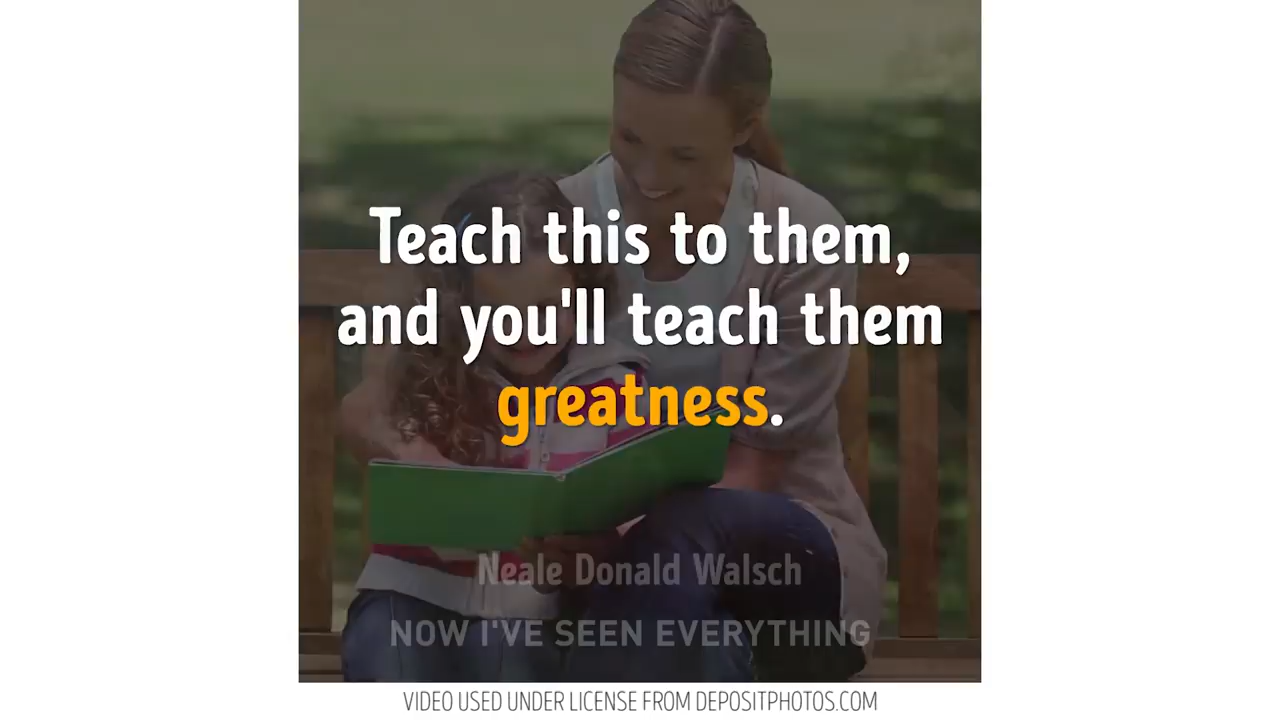 Teach this to them,
and you'll teach them
greatness.
Neale Donald Walsch
NOW I'VE SEEN EVERYTHING
VIDEO USED UNDER LICENSE FROM DEPOSITPHOTOS.COM